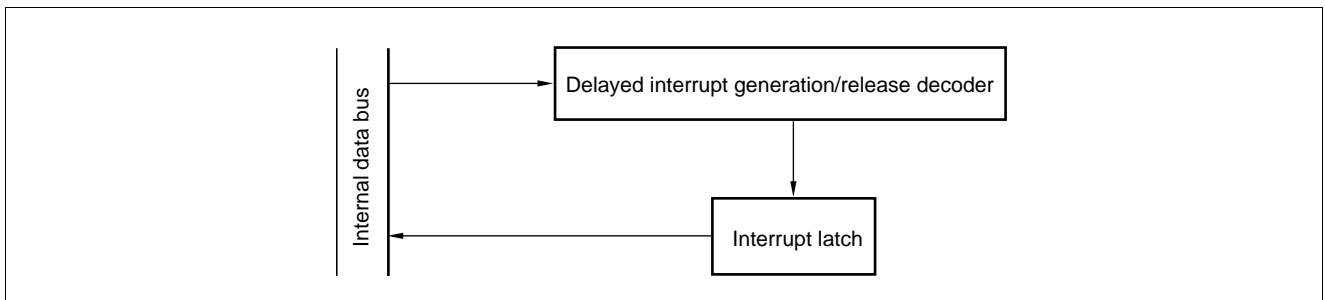 Internal data bus
Delayed interrupt generation/release decoder
Interrupt latch